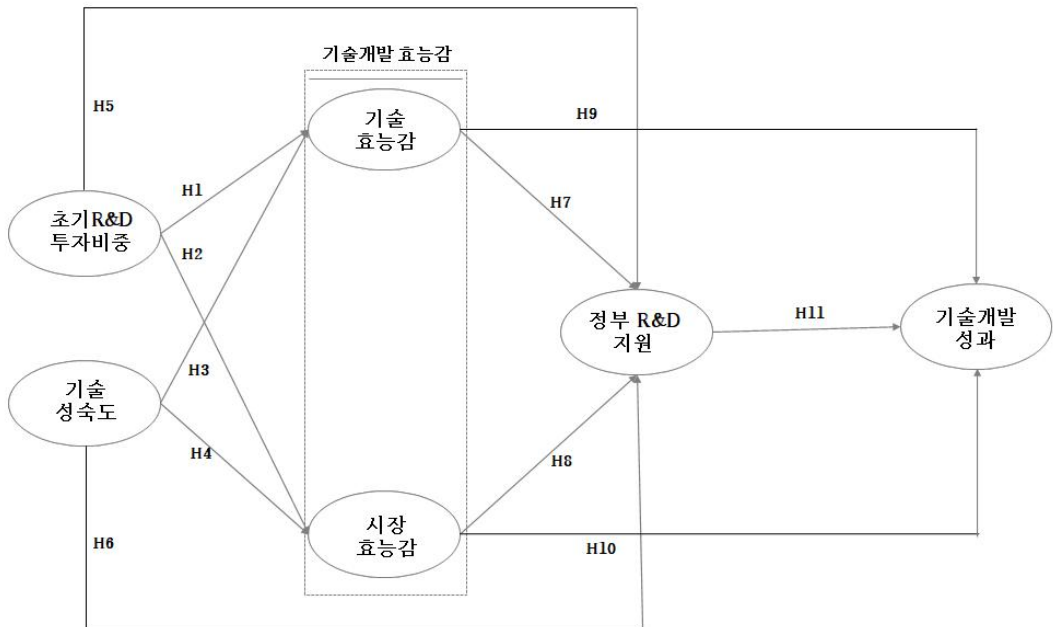 기술개발 효능감
H5
기술
효능감
H9
H1
H7
초기R&D
투자비중
H2
정부 R&D
지원
H11
기술개발
성과
H3
기술
성숙도
H4
H8
시장
효능감
H6
H10